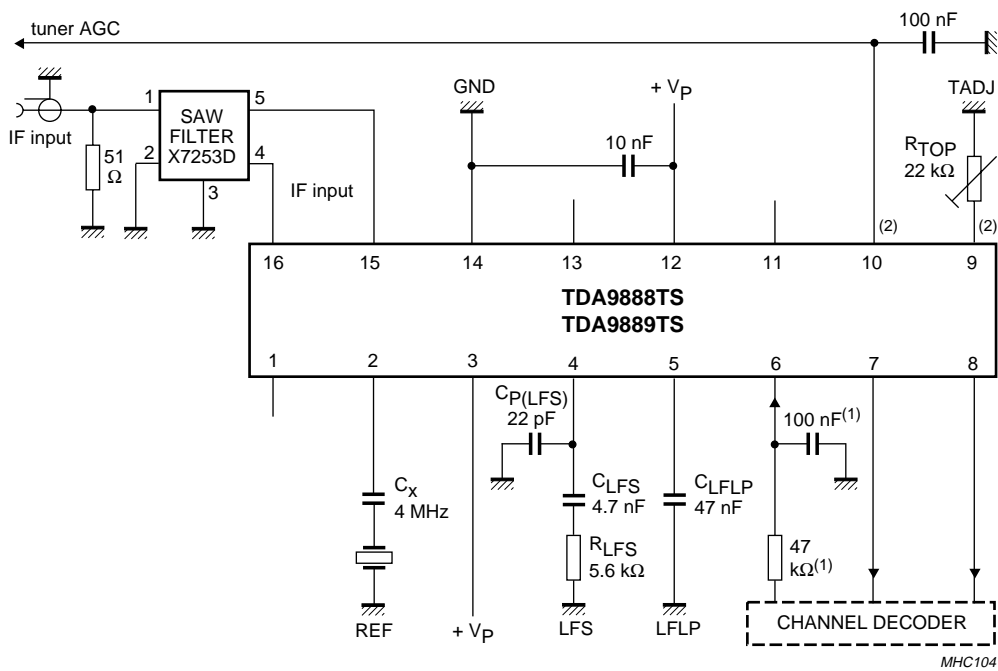 tuner AGC
100 nF
IF input
1
5
SAW
FILTER
X7253D
2
4
3
51
Ω
IF input
GND
10 nF
+ VP
TADJ
RTOP
22 kΩ
(2)
(2)
16 15 14 13 12 11 10 9
TDA9888TS
TDA9889TS
1 2 3 4 5 6 7 8
CP(LFS)
22 pF
100 nF(1)
CX
4 MHz
CLFS
4.7 nF
CLFLP
47 nF
RLFS
5.6 kΩ
47
kΩ(1)
REF
+ VP
LFS
LFLP
CHANNEL DECODER
MHC104